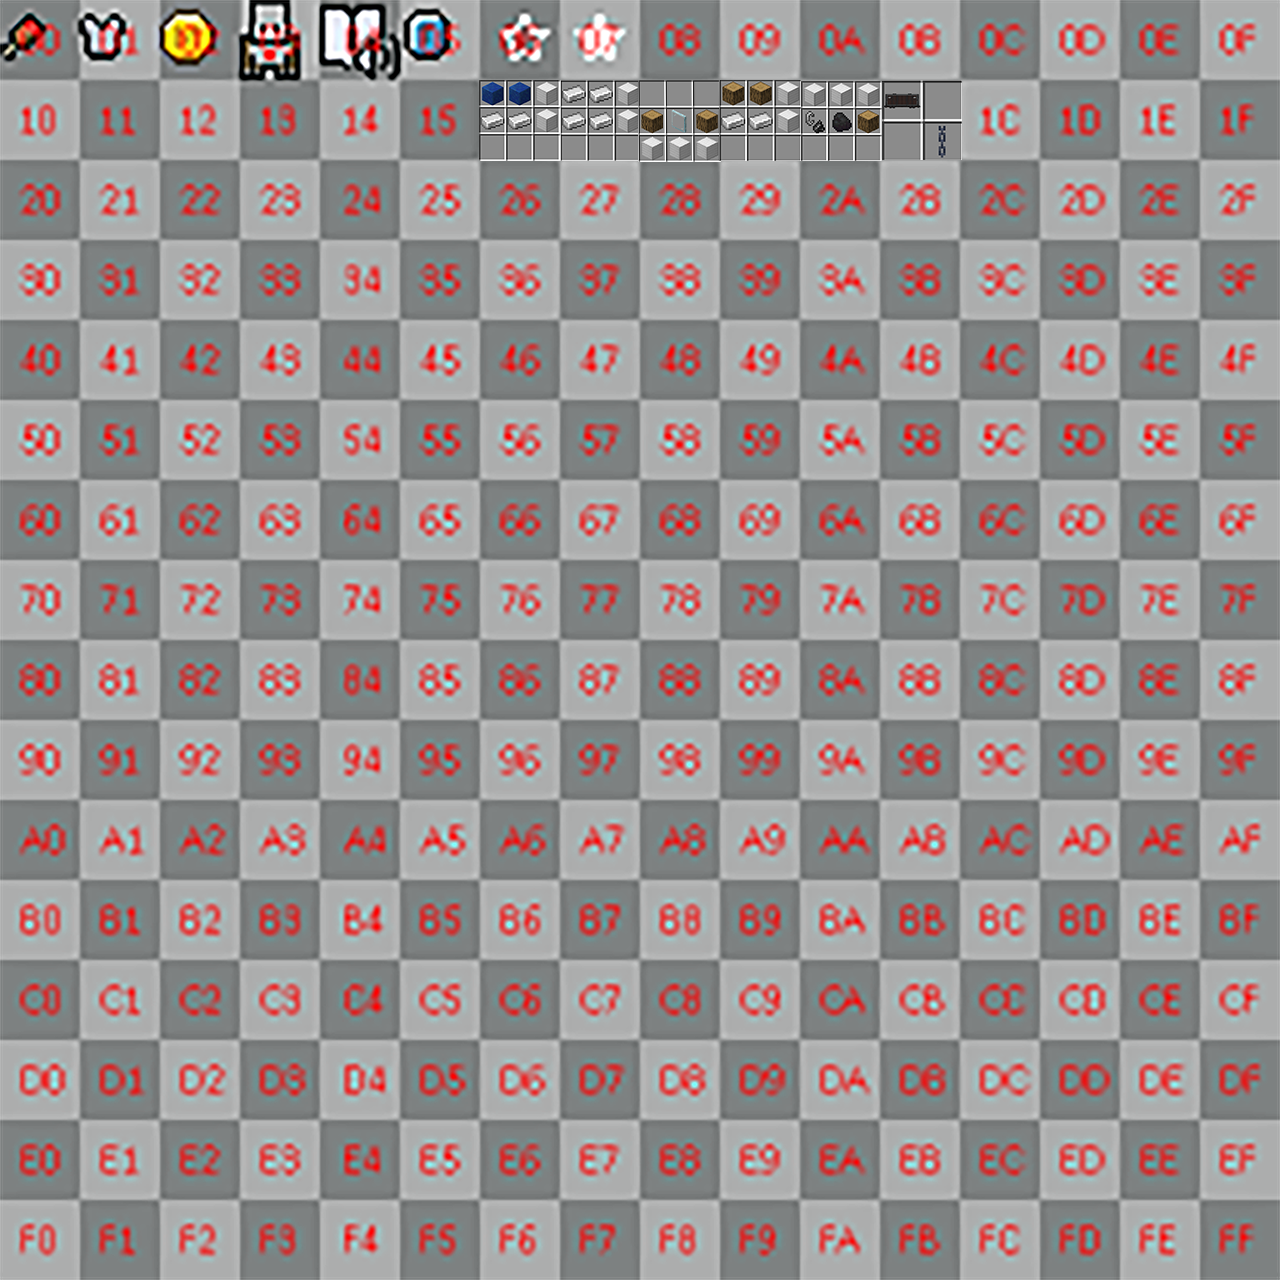 06 07 08 09 0A 0B 0C 0D 0E 0F
10 11 12 13 14 15 1C 1D 1E 1F
20 21 22 23 24 25 26 27 28 29 2A 2B 2C 2D 2E 2F
30 31 32 33 34 35 36 37 38 39 3A 3B 3C 3D 3E 3F
40 41 42 43 44 45 46 47 48 49 4A 4B 4C 4D 4E 4F
50 51 52 53 54 55 56 57 58 59 5A 5B 5C 5D 5E 5F
60 61 62 63 64 65 66 67 68 69 6A 6B 6C 6D 6E 6F
70 71 72 73 74 75 76 77 78 79 7A 7B 7C 7D 7E 7F
80 81 82 83 84 85 86 87 88 89 8A 8B 8C 8D 8E 8F
90 91 92 93 94 95 96 97 98 99 9A 9B 9C 9D 9E 9F
A0 A1 A2 A3 A4 A5 A6 A7 A8 A9 AA AB AC AD AE AF
B0 B1 B2 B3 B4 B5 B6 B7 B8 B9 BA BB BC BD BE BF
C0 C1 C2 C3 C4 C5 C6 C7 C8 C9 CA CB CC CD CE CF
D0 D1 D2 D3 D4 D5 D6 D7 D8 D9 DA DB DC DD DE DF
E0 E1 E2 E3 E4 E5 E6 E7 E8 E9 EA EB EC ED EE EF
F0 F1 F2 F3 F4 F5 F6 F7 F8 F9 FA FB FC FD FE FF